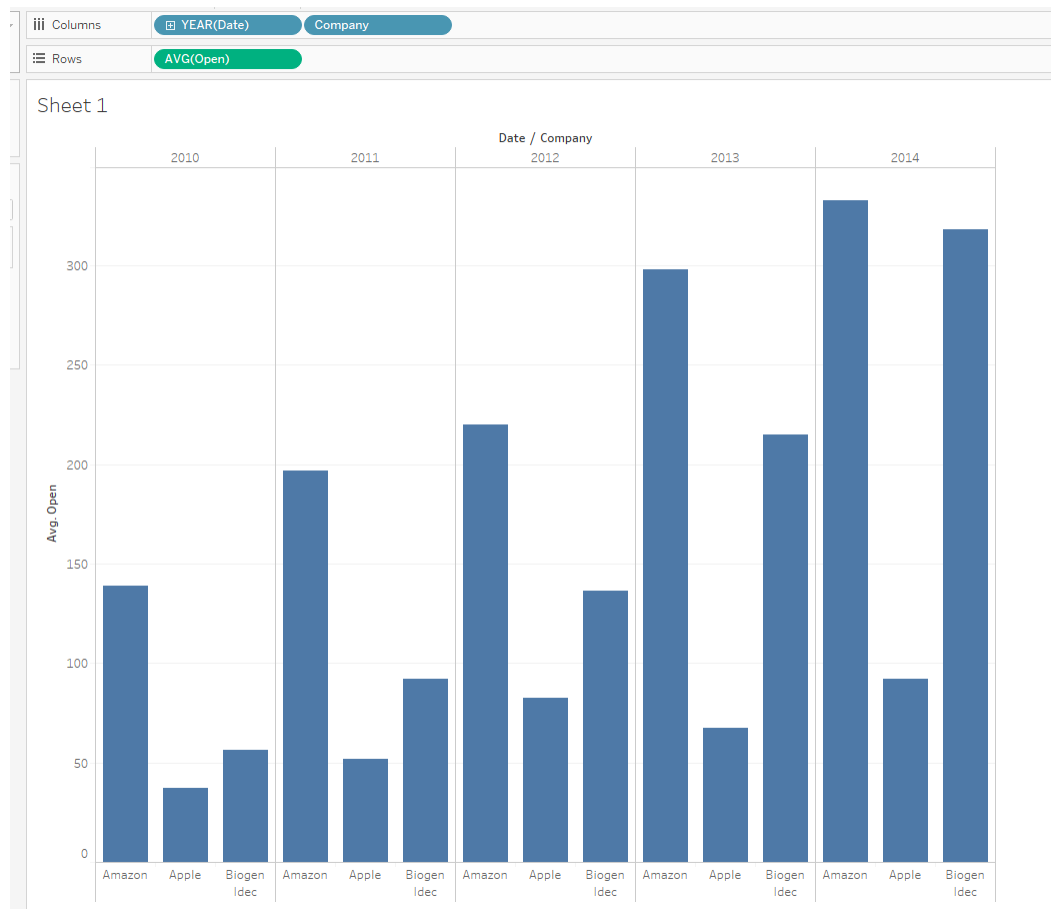 Columns
YEAR(Date)
Company
Rows
AVG(Open)
Sheet 1
Date / Company
2010
2011
2012
2013
2014
Avg. Open
300
250
200
150
100
50
0
Amazon
Apple
Biogen
Idec
Amazon
Apple
Biogen
Idec
Amazon
Apple
Biogen
Idec
Amazon
Apple
Biogen
Idec
Amazon
Apple
Biogen
Idec